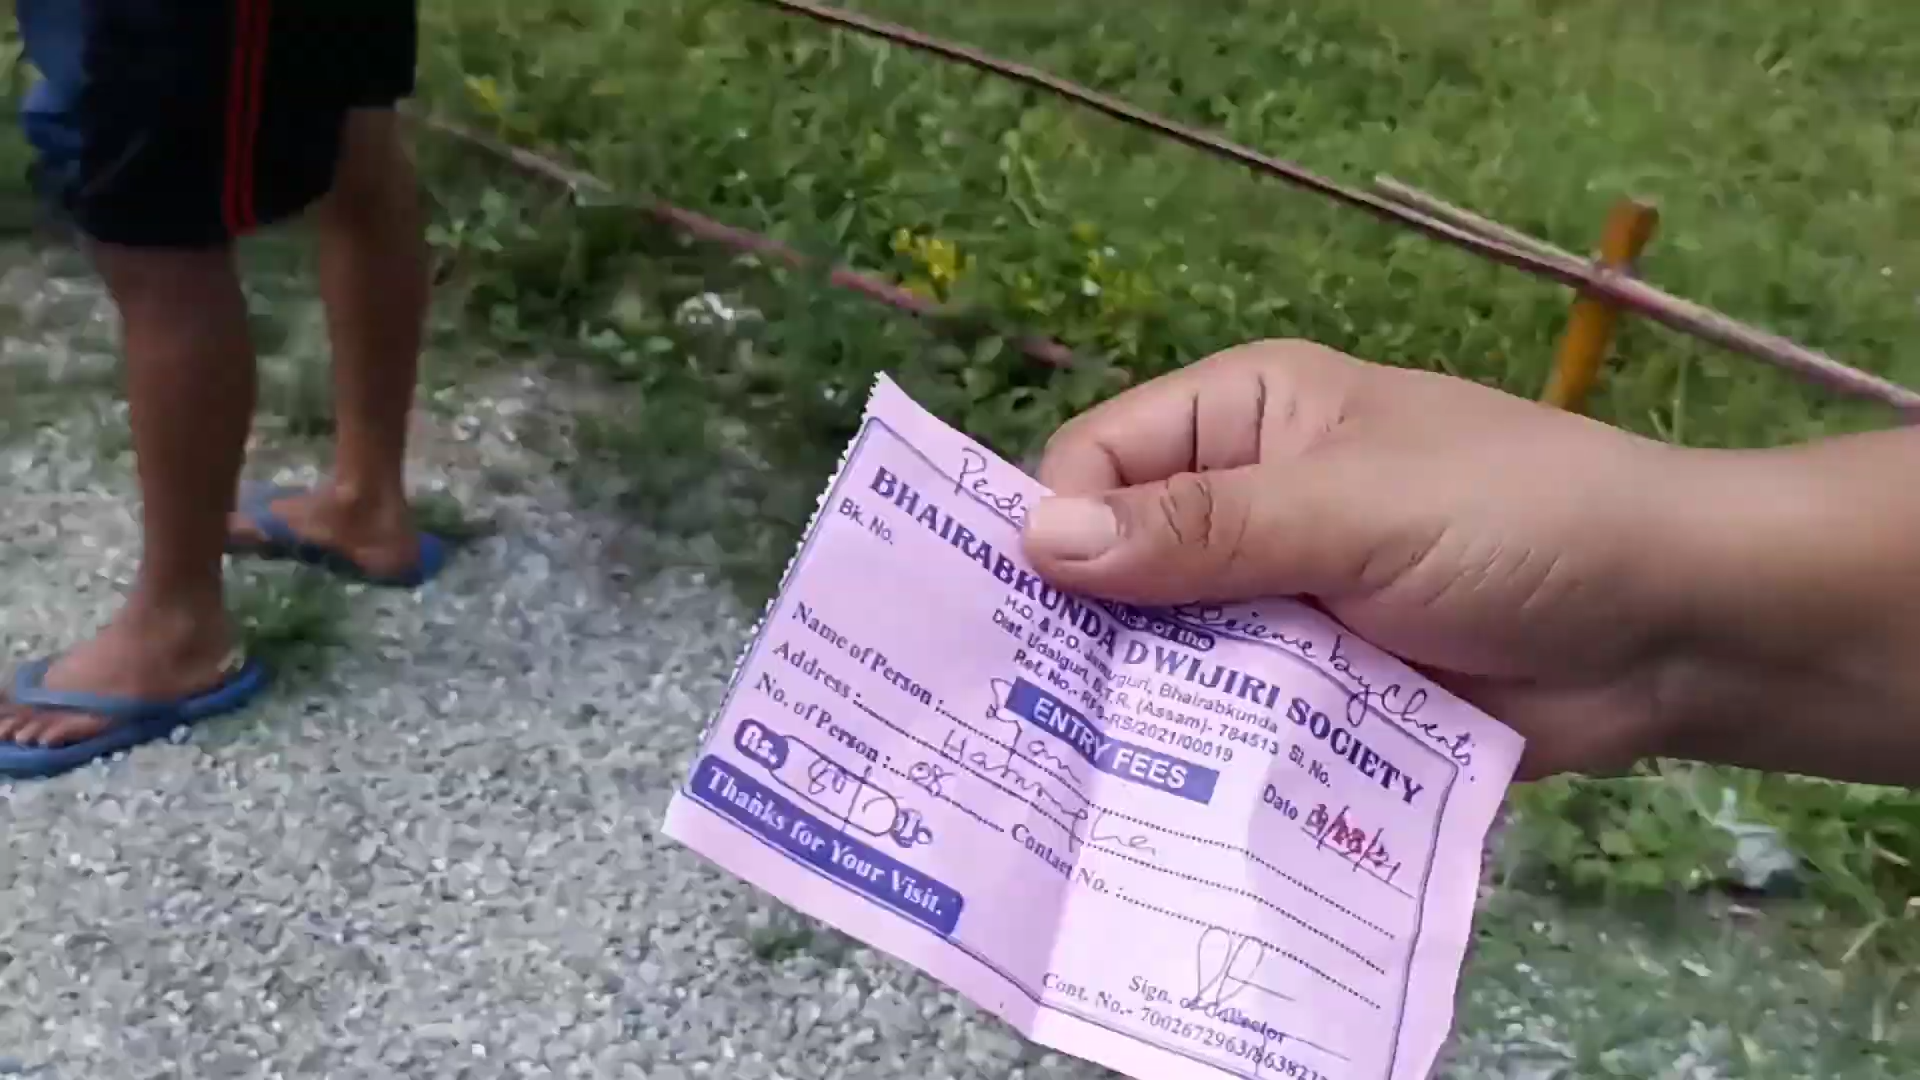 of the
BHAIRABKUNDA DWIJIRI SOCIETY
H.O. & P.O. Jamuguri, Bhairabkunda
Dist. Udalguri, B.T.R. (Assam)- 784513
Ref. No.- RFS-RS/2021/00019
Bk. No.
Sl. No.
ENTRY FEES
Date
Name of Person :
Address :
No. of Person : 08
Contact No. :
Rs. 80/
Thanks for Your Visit.
Sign. of Collector
Cont. No.- 7002672963/